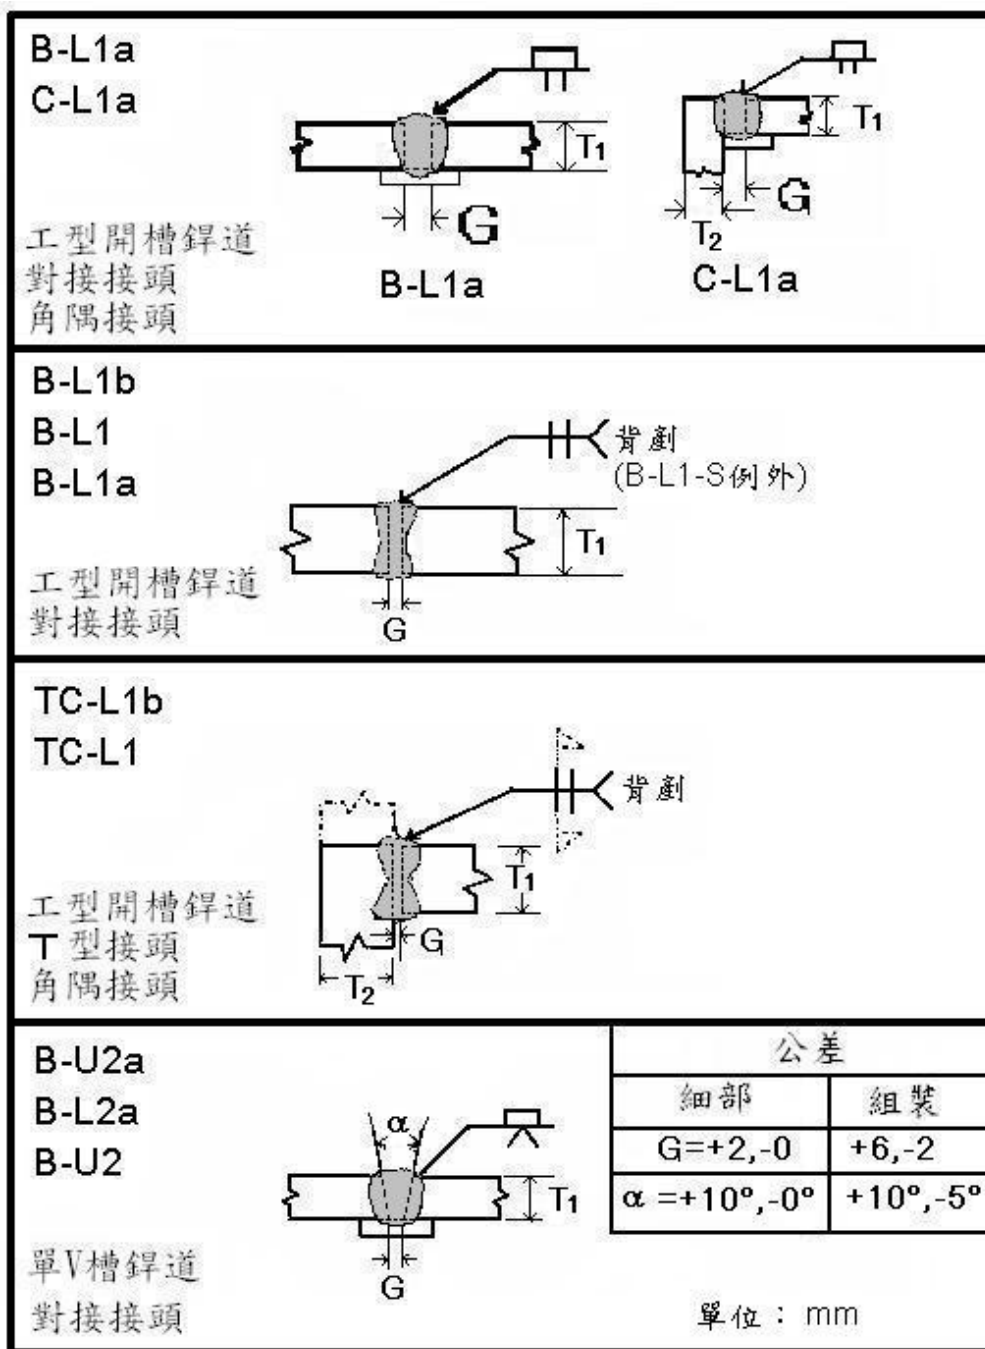 B-L1a
C-L1a
T1
G
T1
G
T2
工型開槽銲道
對接接頭
角隅接頭
B-L1a
C-L1a
B-L1b
B-L1
B-L1a
背剷
(B-L1-S例外)
T1
工型開槽銲道
對接接頭
G
TC-L1b
TC-L1
背剷
T1
工型開槽銲道
T型接頭
角隅接頭
G
T2
B-U2a
B-L2a
B-U2
α
T1
G
單V槽銲道
對接接頭
公差
細部 組裝
G=+2,-0 +6,-2
α =+10°,-0° +10°,-5°
單位：mm